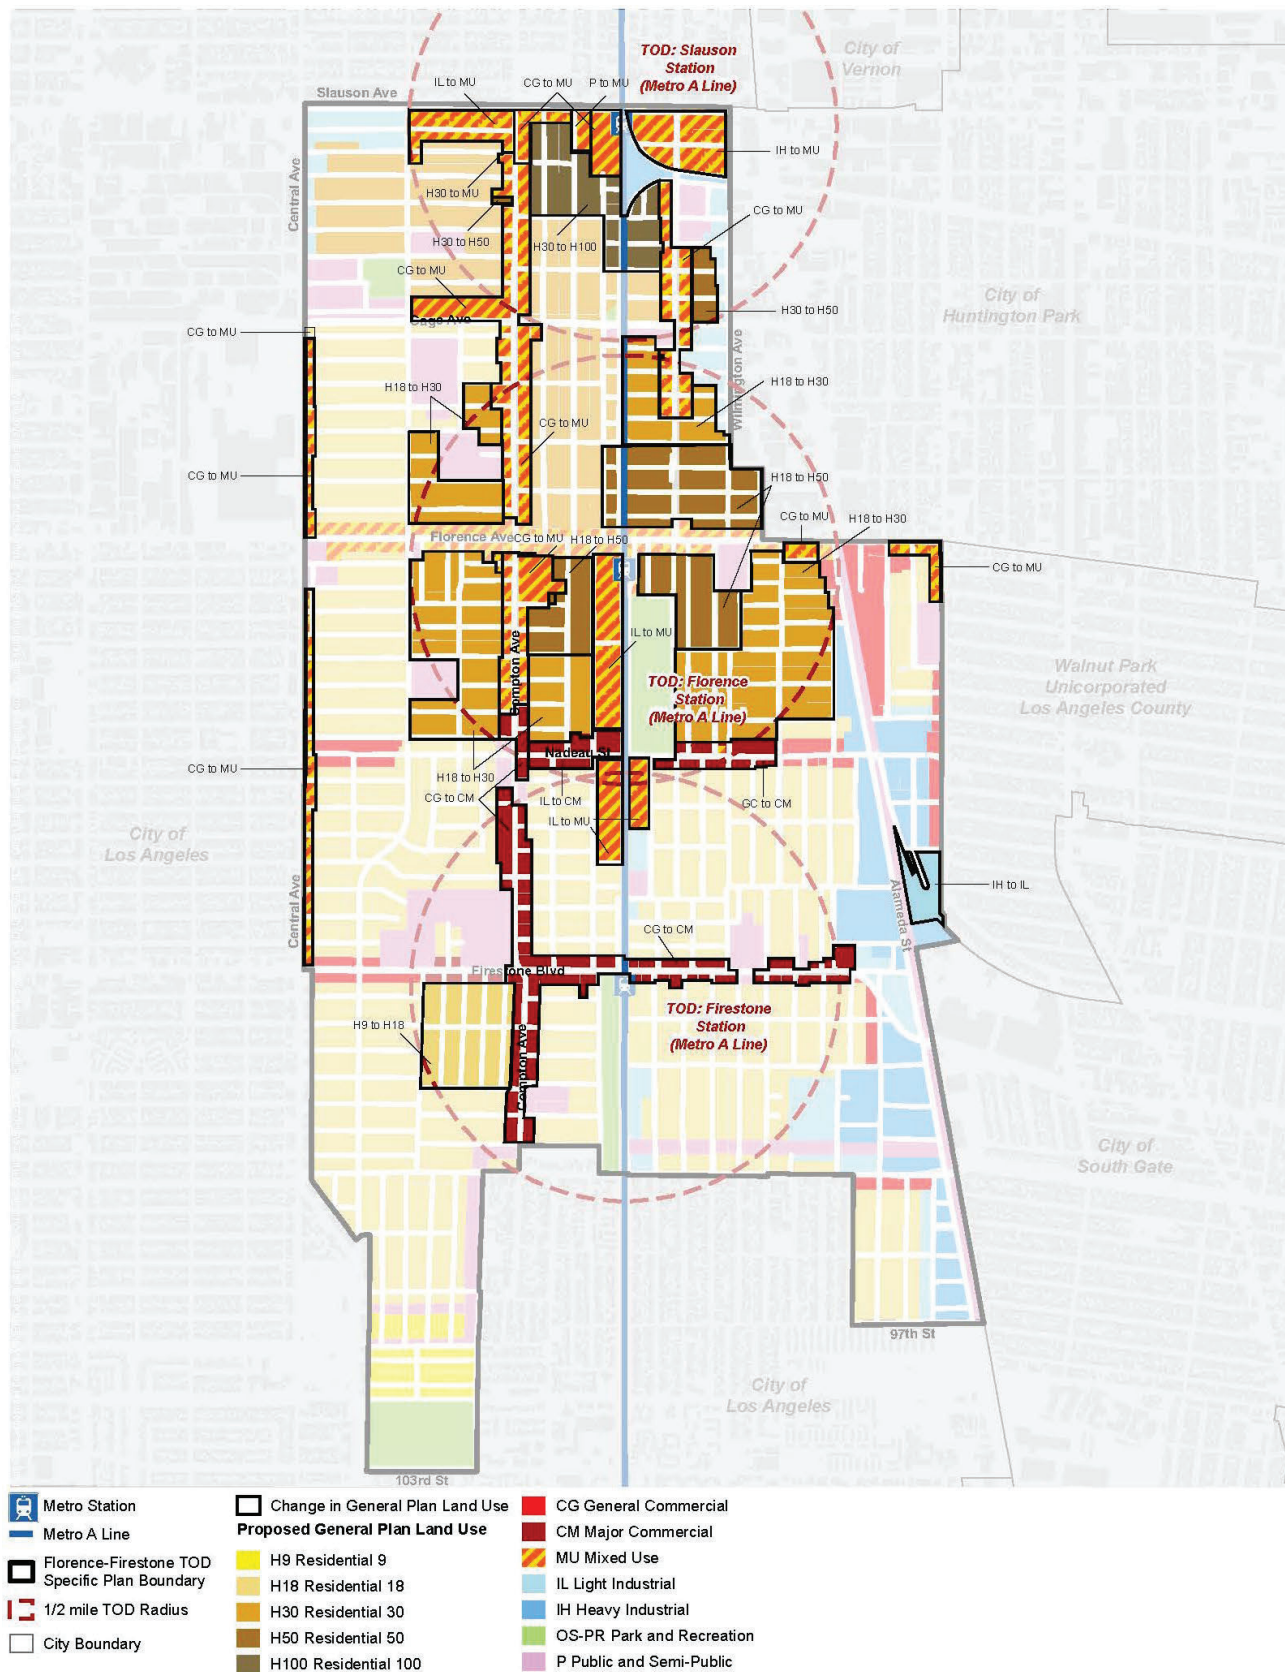 TOD: Slauson
Station
(Metro A Line)
City of
Vernon
Slauson Ave
IL to MU
CG to MU
P to MU
IH to MU
Central Ave
H30 to MU
H30 to H50
H30 to H100
CG to MU
CG to MU
Gage Ave
City of
Huntington Park
H30 to H50
CG to MU
Wilmington Ave
H18 to H30
H18 to H30
CG to MU
CG to MU
H18 to H50
CG to MU
H18 to H30
Florence Ave
CG to MU
H18 to H50
CG to MU
Compton Ave
IL to MU
TOD: Florence
Station
(Metro A Line)
Walnut Park
Unicorporated
Los Angeles County
Nadeau St
CG to MU
H18 to H30
CG to CM
IL to CM
IL to MU
GC to CM
City of
Los Angeles
Central Ave
Alameda St
IH to IL
CG to CM
Firestone Blvd
TOD: Firestone
Station
(Metro A Line)
H9 to H18
Compton Ave
City of
South Gate
97th St
City of
Los Angeles
103rd St
Metro Station
Metro A Line
Florence-Firestone TOD
Specific Plan Boundary
1/2 mile TOD Radius
City Boundary
Change in General Plan Land Use
Proposed General Plan Land Use
H9 Residential 9
H18 Residential 18
H30 Residential 30
H50 Residential 50
H100 Residential 100
CG General Commercial
CM Major Commercial
MU Mixed Use
IL Light Industrial
IH Heavy Industrial
OS-PR Park and Recreation
P Public and Semi-Public